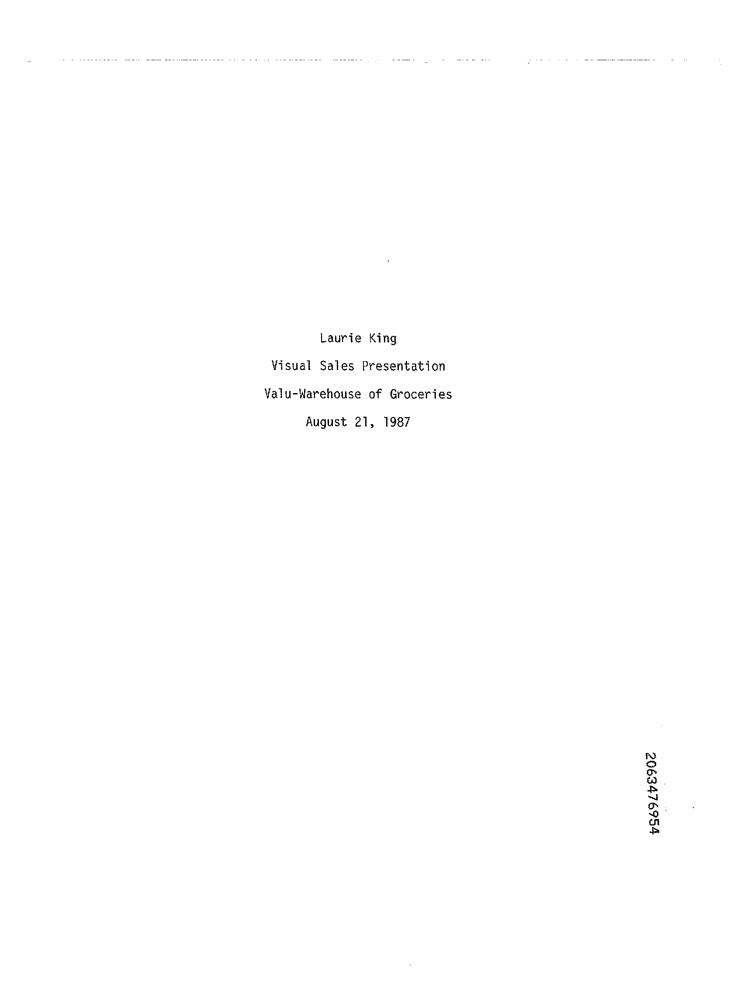 Laurie King
Visual Sales Presentation
Valu-Warehouse of Groceries
August 21, 1987
2063476954